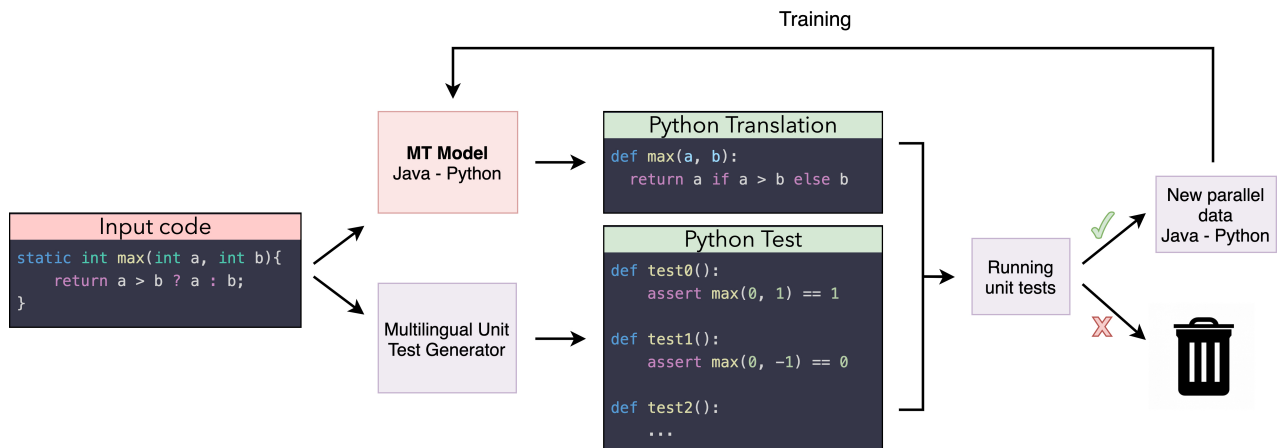 Training
MT Model
Java - Python
Python Translation
def max(a, b):
  return a if a > b else b
Input code
static int max(int a, int b){
    return a > b ? a : b;
}
Multilingual Unit
Test Generator
Python Test
def test0():
    assert max(0, 1) == 1
def test1():
    assert max(0, -1) == 0
def test2():
    ...
Running
unit tests
New parallel
data
Java - Python